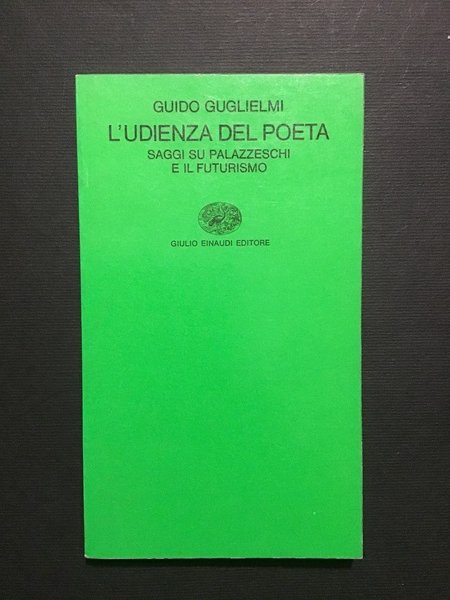 GUIDO GUGLIELMI
L'UDIENZA DEL POETA
SAGGI SU PALAZZESCHI
E IL FUTURISMO
GIULIO EINAUDI EDITORE